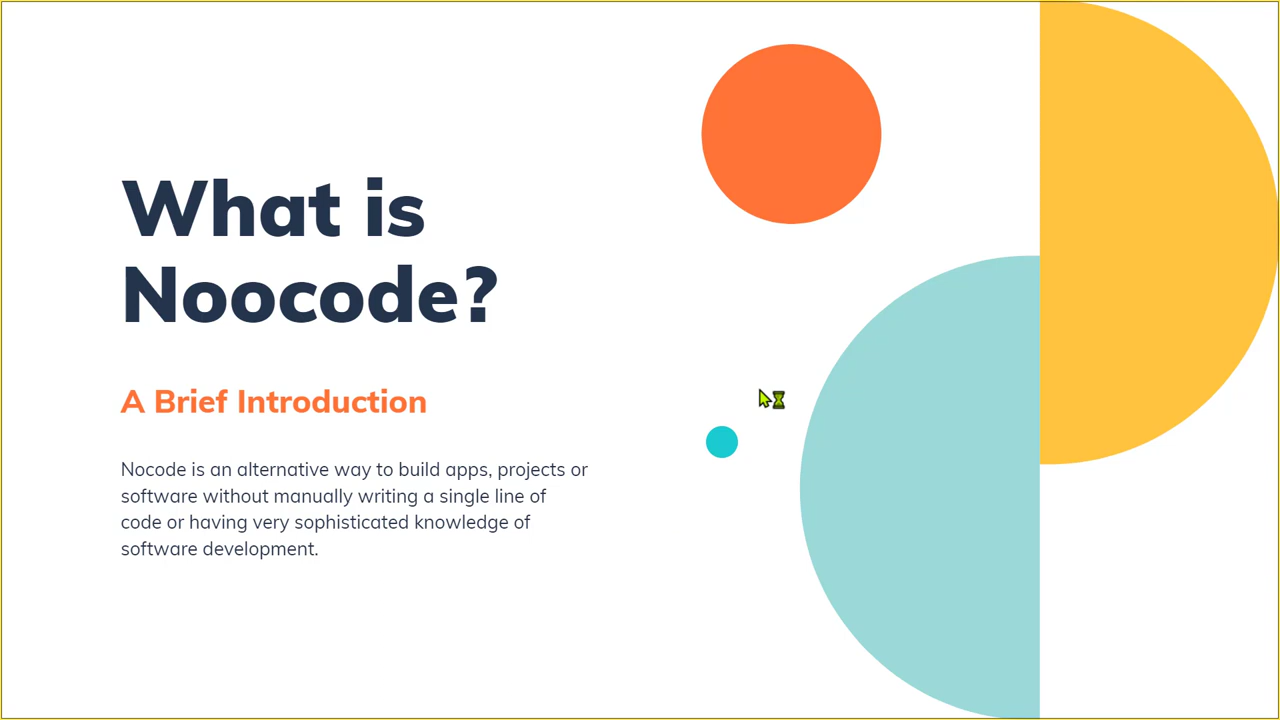 What is
Noocode?
A Brief Introduction
Nocode is an alternative way to build apps, projects or
software without manually writing a single line of
code or having very sophisticated knowledge of
software development.